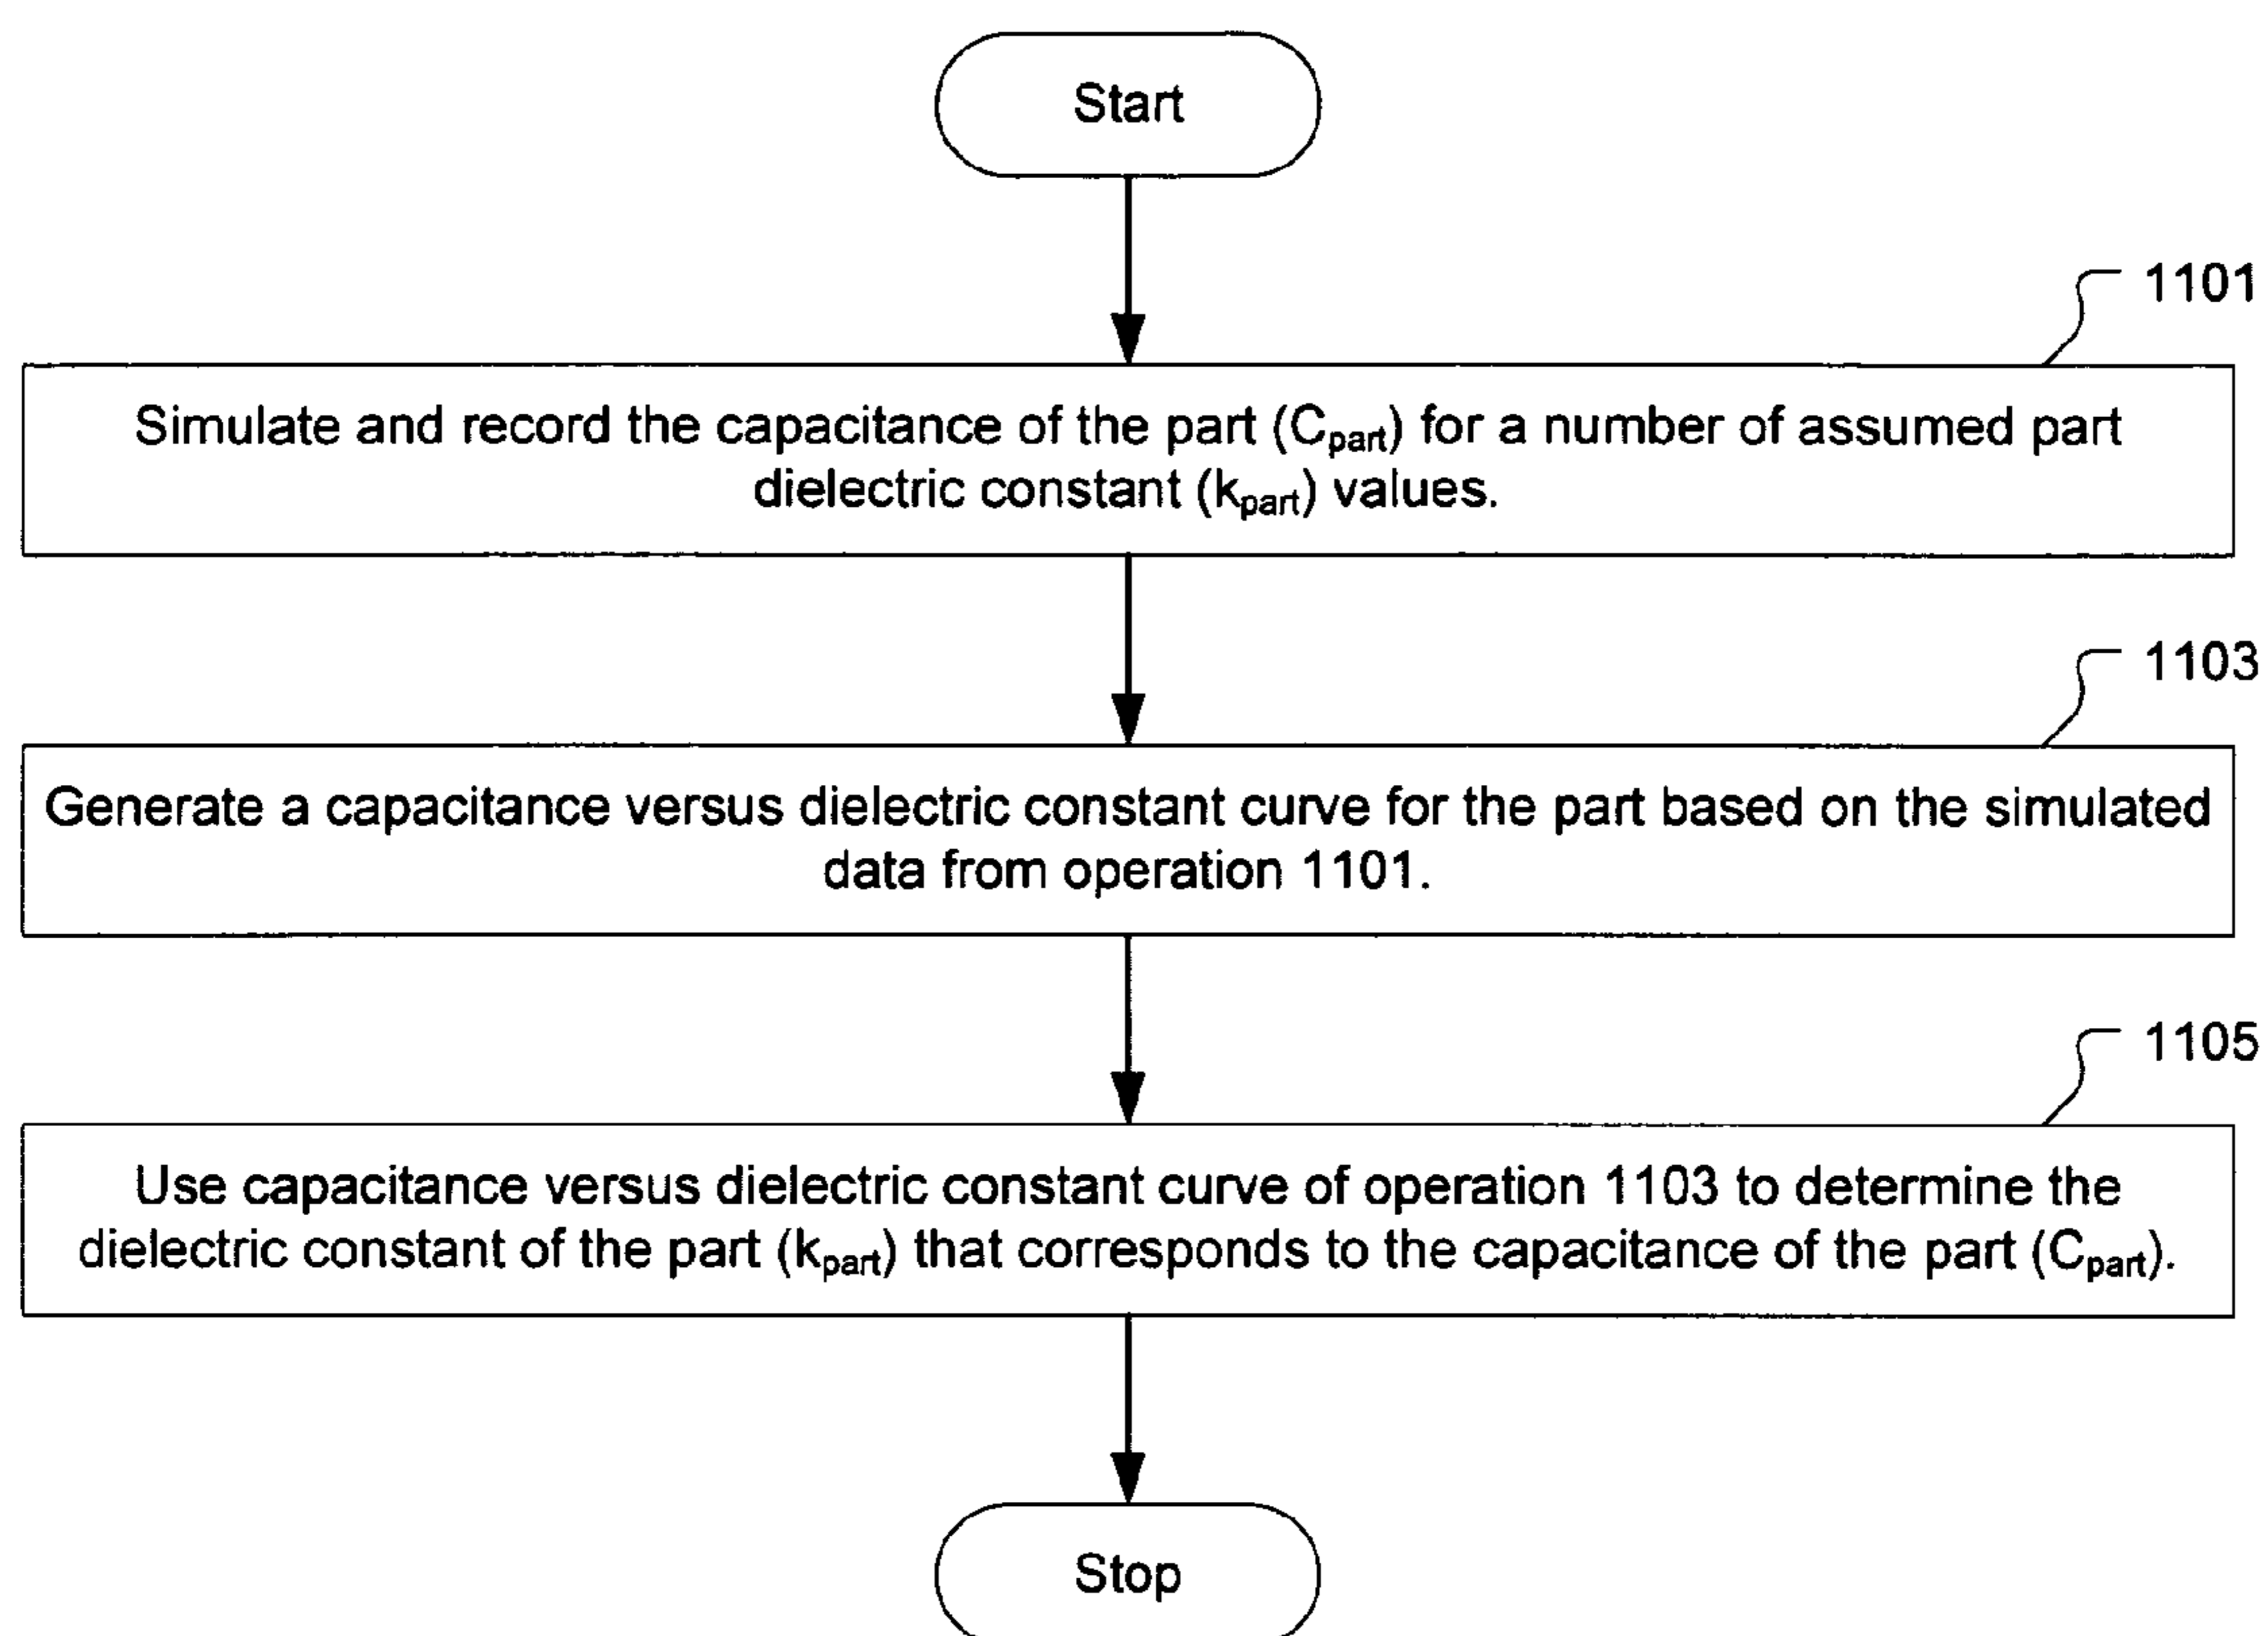 Start
1101
Simulate and record the capacitance of the part (Cpart) for a number of assumed part
dielectric constant (kpart) values.
1103
Generate a capacitance versus dielectric constant curve for the part based on the simulated
data from operation 1101.
1105
Use capacitance versus dielectric constant curve of operation 1103 to determine the
dielectric constant of the part (kpart) that corresponds to the capacitance of the part (Cpart).
Stop